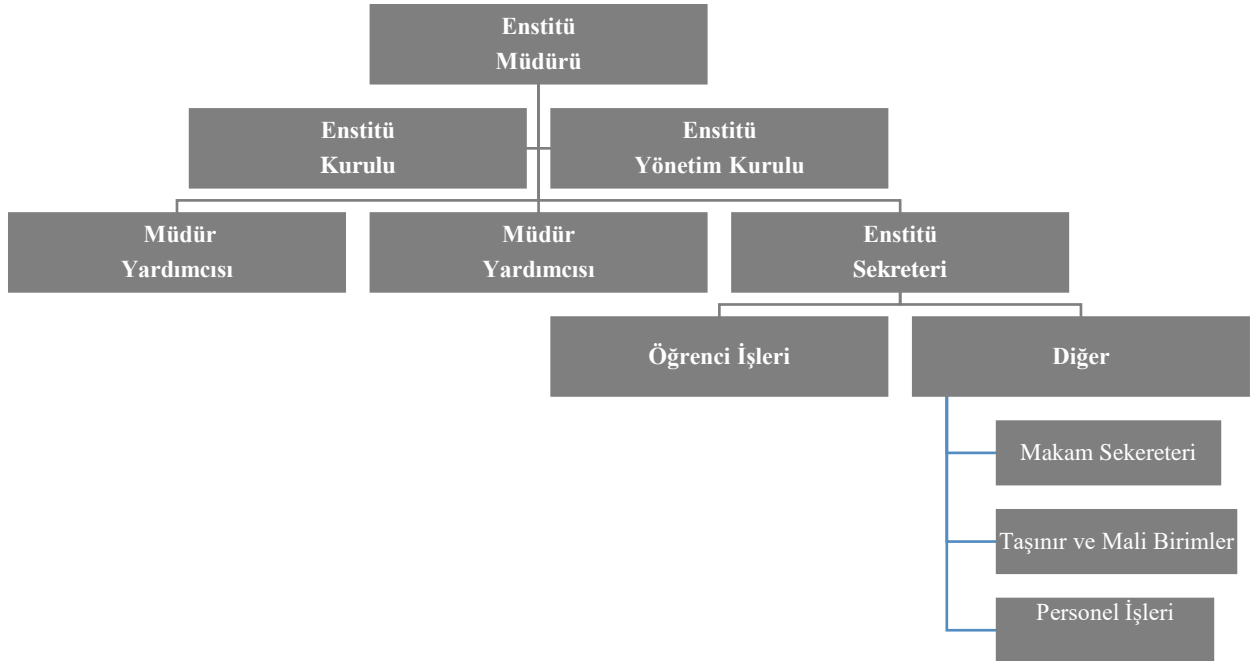 Enstitü
Müdürü
Enstitü
Kurulu
Enstitü
Yönetim Kurulu
Müdür
Yardımcısı
Müdür
Yardımcısı
Enstitü
Sekreteri
Öğrenci İşleri
Diğer
Makam Sekereteri
Taşınır ve Mali Birimler
Personel İşleri